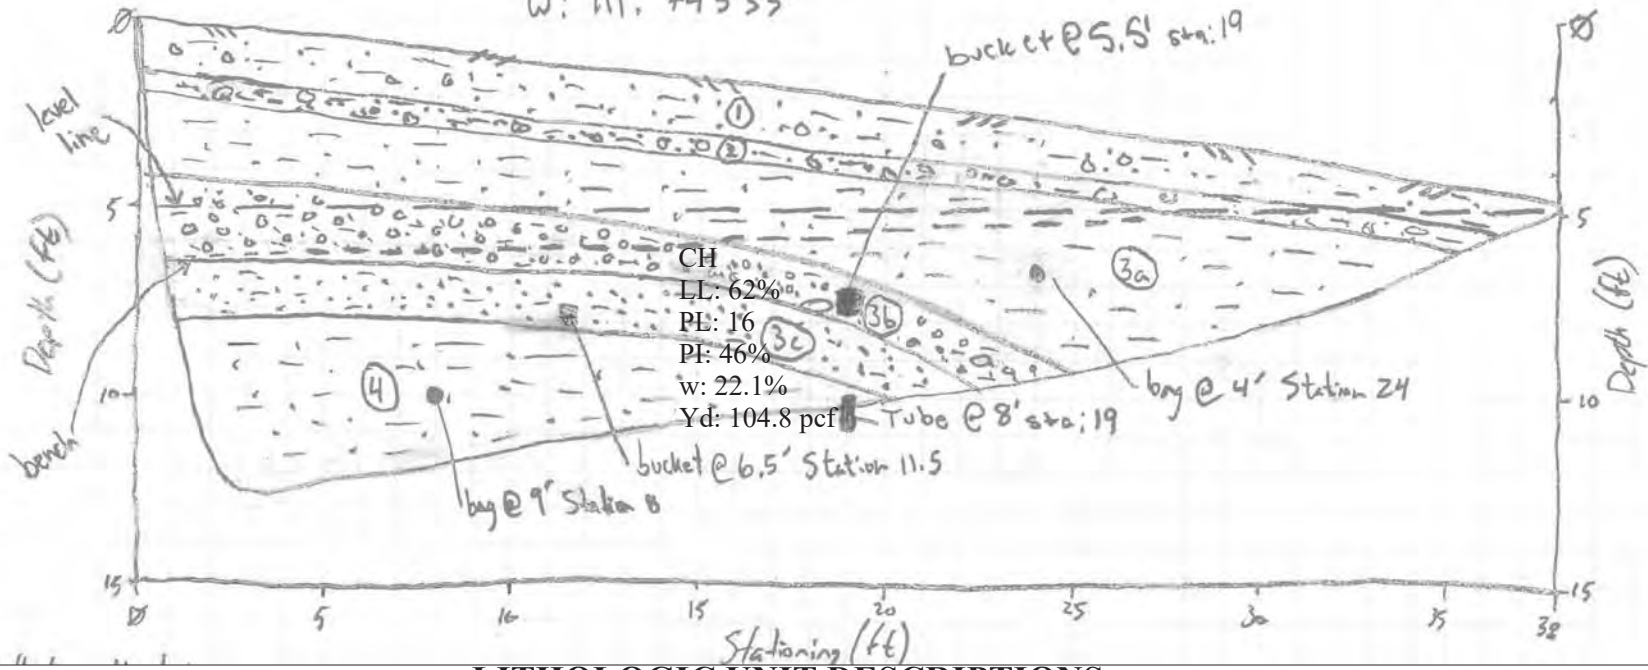 W: 111.
bucket @ 5.5' sta: 19
Ø
Ø
level
line
1
2
5
5
3a
CH
LL: 62%
PL: 16
PI: 46%
w: 22.1%
Yd: 104.8 pcf
3b
3c
Depth (ft)
Depth (ft)
4
10
10
bag @ 4' Station 24
Tube @ 8' sta; 19
bench
bucket @ 6.5' Station 11.5
bag @ 9' Station 8
15
15
Ø 5 10 15 20 25 30 35 38
Stationing (ft)
LITHOLOGIC UNIT DESCRIPTIONS